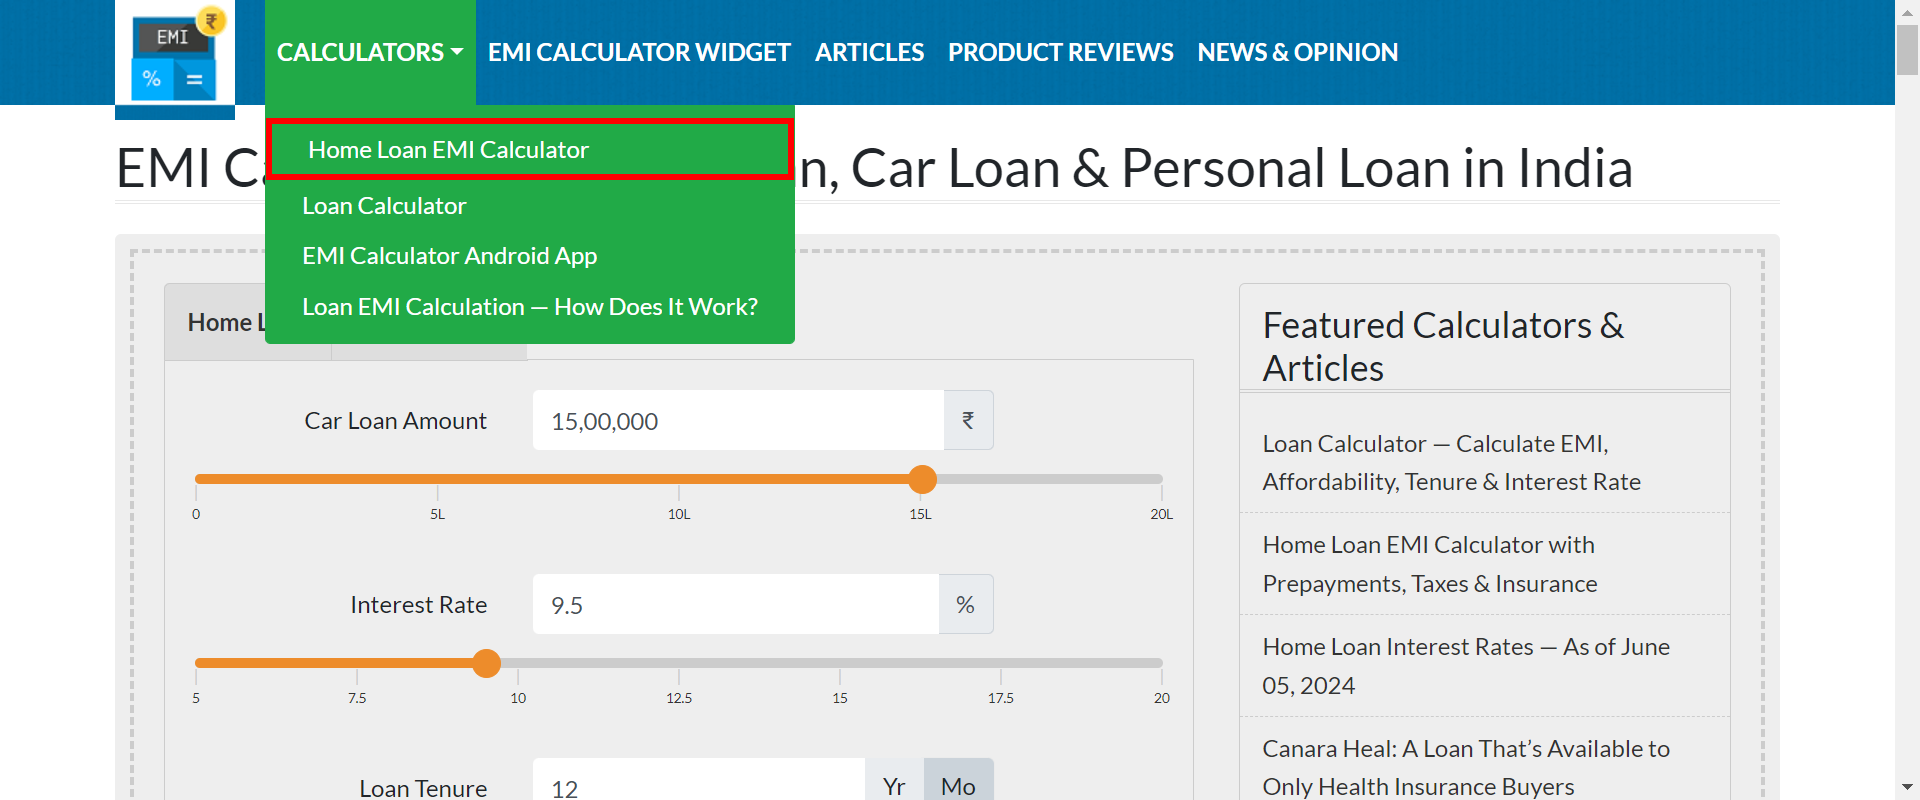 EMI
₹
%
=
CALCULATORS
EMI CALCULATOR WIDGET
ARTICLES
PRODUCT REVIEWS
NEWS & OPINION
Home Loan EMI Calculator
Loan Calculator
EMI Calculator Android App
Loan EMI Calculation — How Does It Work?
EMI
n, Car Loan & Personal Loan in India
Home
Car Loan Amount
15,00,000
₹
0 5L 10L 15L 20L
Interest Rate
9.5
%
5 7.5 10 12.5 15 17.5 20
Loan Tenure
12
Yr
Mo
Featured Calculators &
Articles
Loan Calculator — Calculate EMI,
Affordability, Tenure & Interest Rate
Home Loan EMI Calculator with
Prepayments, Taxes & Insurance
Home Loan Interest Rates — As of June
05, 2024
Canara Heal: A Loan That’s Available to
Only Health Insurance Buyers